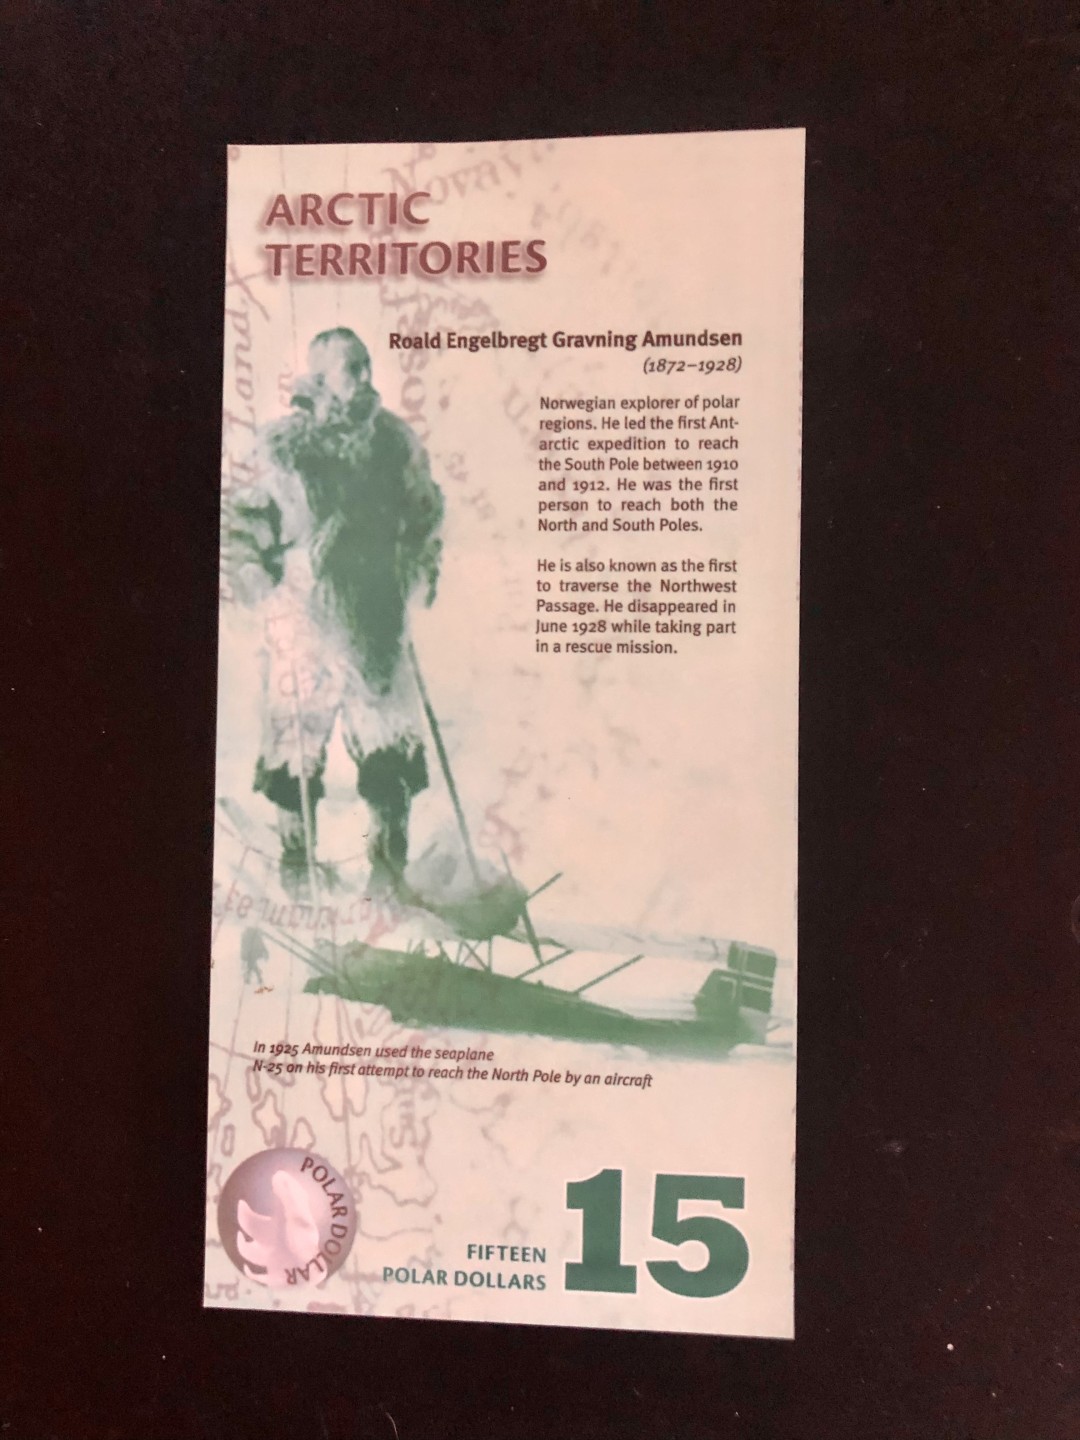 ARCTIC
TERRITORIES
Roald Engelbregt Gravning Amundsen
(1872–1928)
Norwegian explorer of polar
regions. He led the first Ant-
arctic expedition to reach
the South Pole between 1910
and 1912. He was the first
person to reach both the
North and South Poles.
He is also known as the first
to traverse the Northwest
Passage. He disappeared in
June 1928 while taking part
in a rescue mission.
In 1925 Amundsen used the seaplane
N-25 on his first attempt to reach the North Pole by an aircraft
POLAR DOLLAR
FIFTEEN
POLAR DOLLARS
15